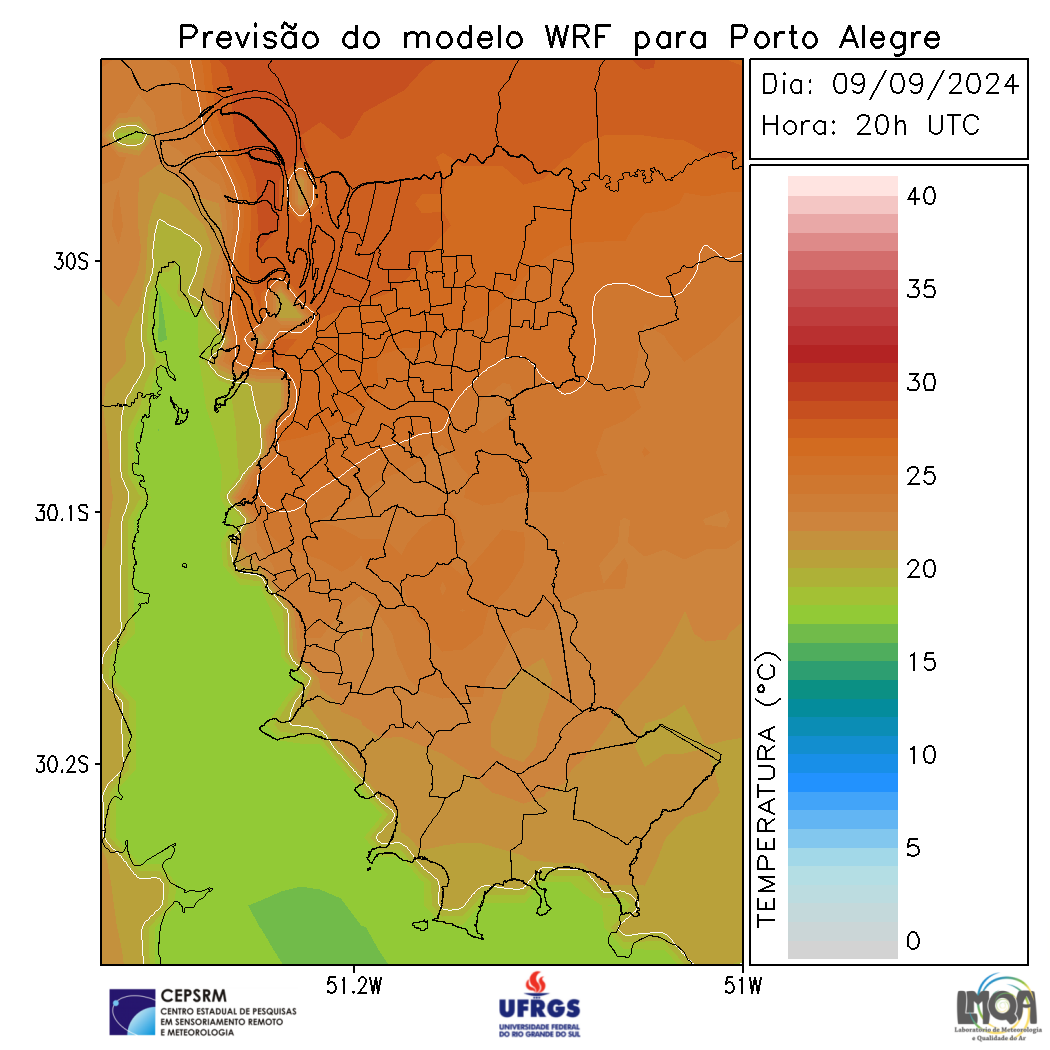 Previsão do modelo WRF para Porto Alegre
Dia: 09/09/2024
Hora: 20h UTC
40
35
30
25
20
15
10
5
0
TEMPERATURA (°C)
30S
30.1S
30.2S
51.2W
51W
CEPSRM
CENTRO ESTADUAL DE PESQUISAS
EM SENSORIAMENTO REMOTO
E METEOROLOGIA
UFRGS
UNIVERSIDADE FEDERAL
DO RIO GRANDE DO SUL
LMQA
Laboratório de Meteorologia
e Qualidade do Ar